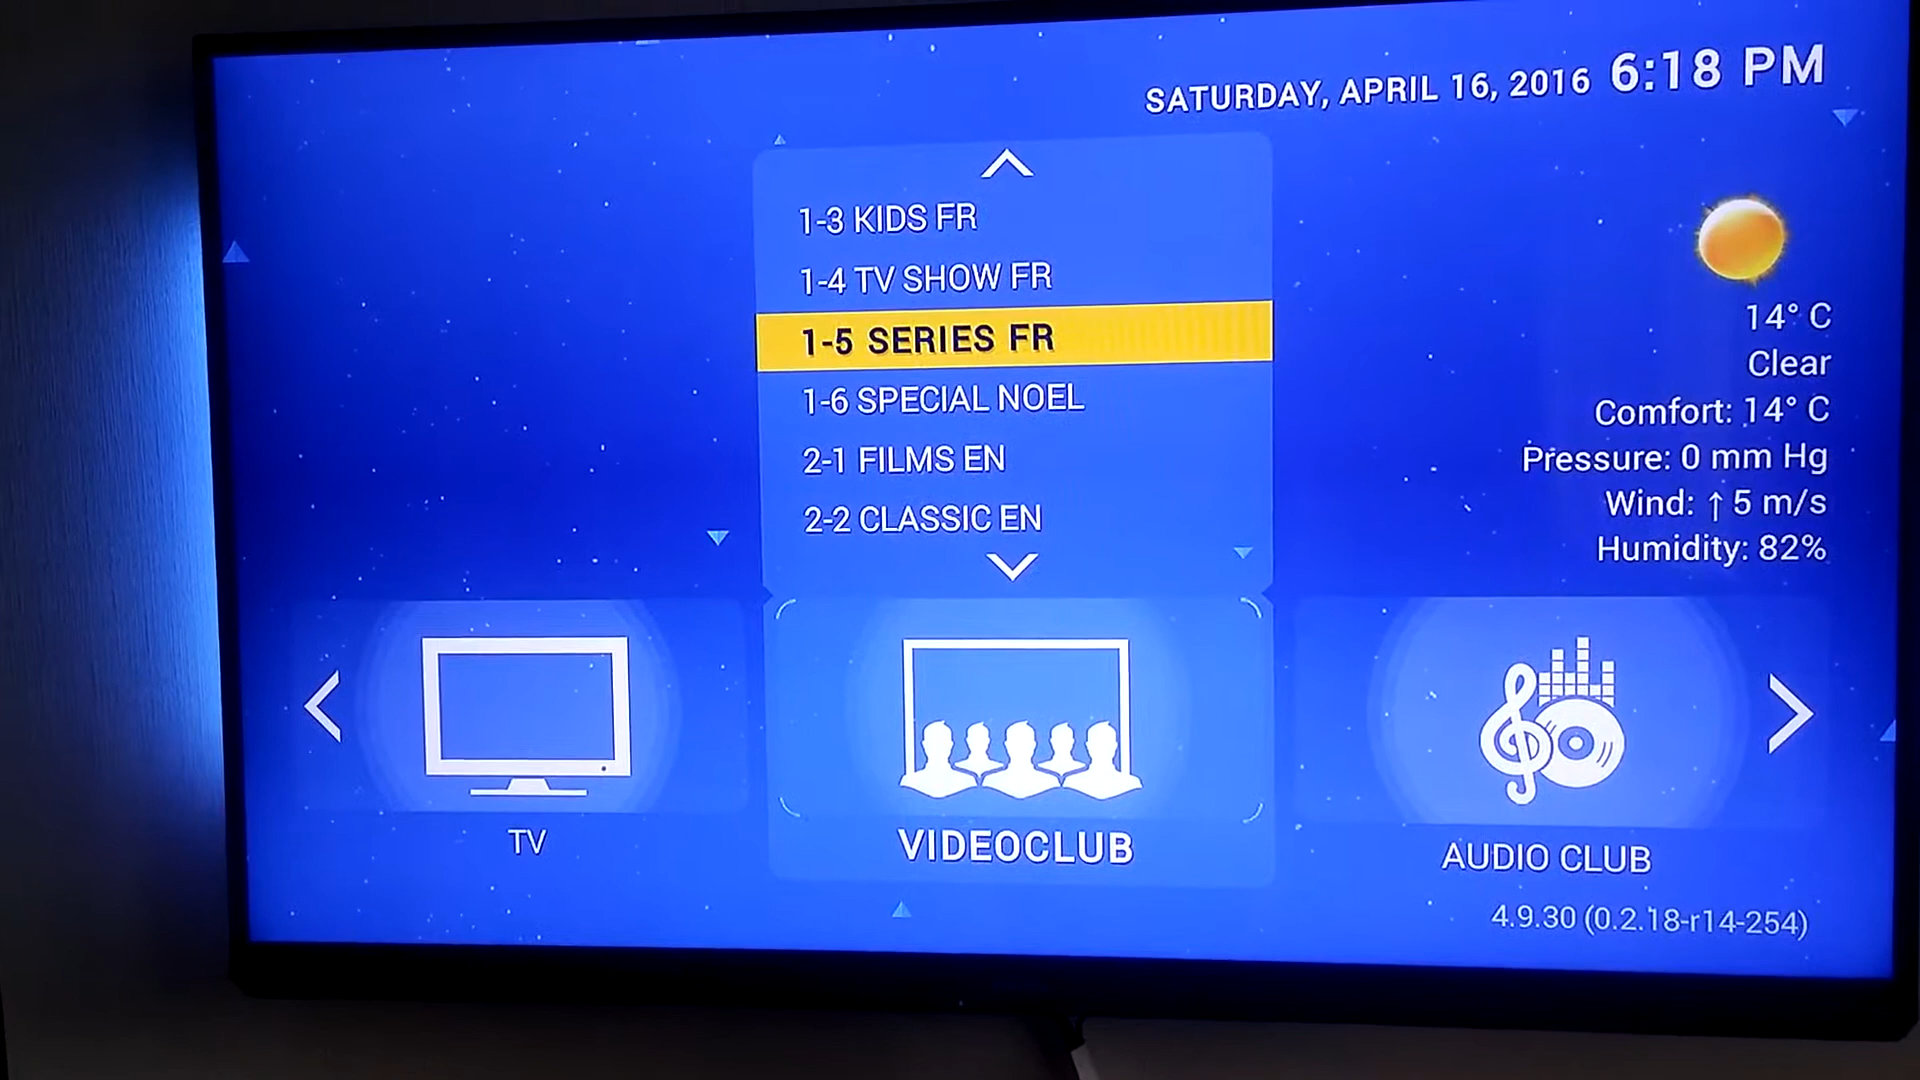 SATURDAY, APRIL 16, 2016 6:18 PM
1-3 KIDS FR
1-4 TV SHOW FR
1-5 SERIES FR
1-6 SPECIAL NOEL
2-1 FILMS EN
2-2 CLASSIC EN
14° C
Clear
Comfort: 14° C
Pressure: 0 mm Hg
Wind: ↑ 5 m/s
Humidity: 82%
TV
VIDEOCLUB
AUDIO CLUB
4.9.30 (0.2.18-r14-254)